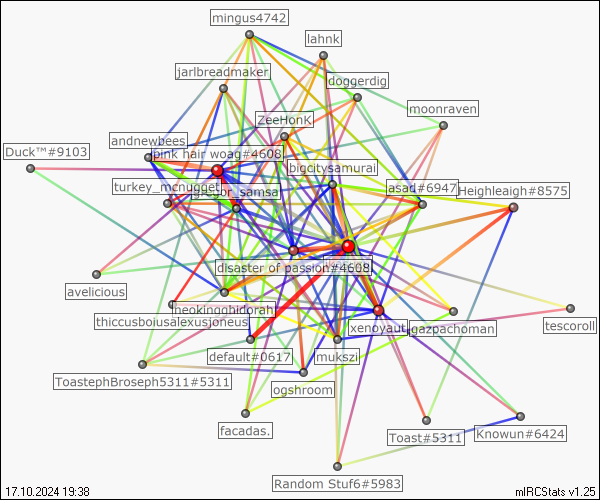 mingus4742
lahnk
jarlbreadmaker
doggerdig
moonraven
ZeeHonK
andnewbees
Duck™#9103
pink hair woag#4608
bigcitysamurai
turkey_mcnugget
gregor_samsa
asad#6947
Heighleaigh#8575
disaster of passion#4608
avelicious
neokingghidorah
thiccusboiusalexusjoneus
xenoyaut
gazpachoman
tescoroll
default#0617
mukszi
ToastephBroseph5311#5311
ogshroom
facadas.
Toast#5311
Knowun#6424
Random Stuf6#5983
17.10.2024 19:38
mIRCStats v1.25